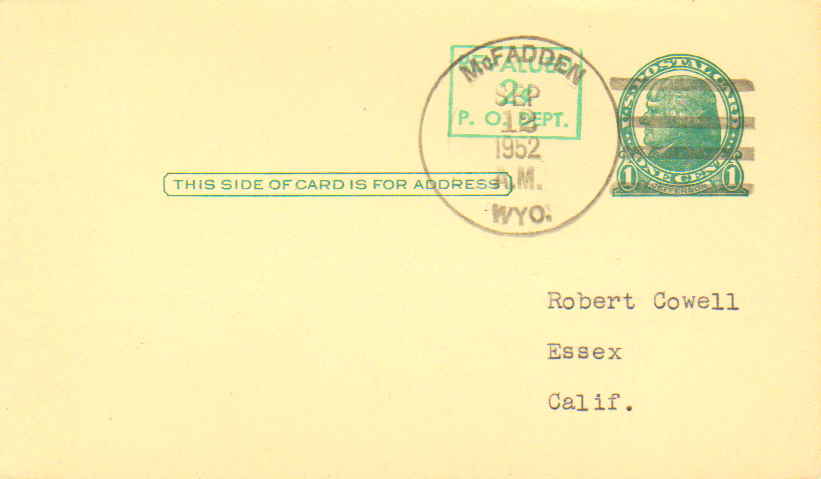 McFADDEN
SEP
12
1952
A.M.
WYO.
2¢
P. O. DEPT.
U.S. POSTAL CARD
ONE CENT
1 JEFFERSON 1
THIS SIDE OF CARD IS FOR ADDRESS
Robert Cowell
Essex
Calif.